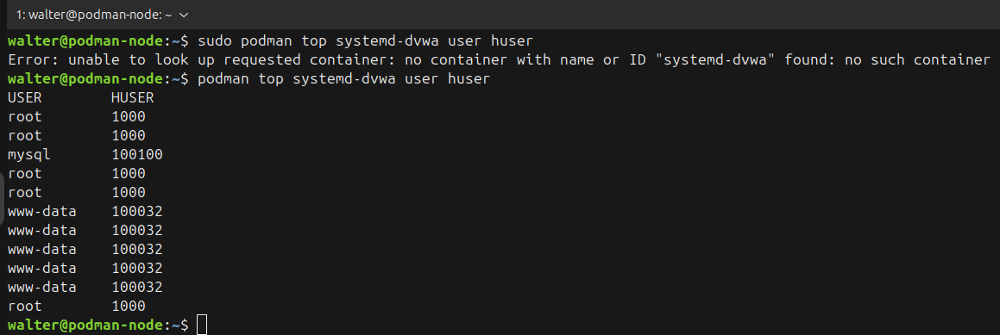 1: walter@podman-node: ~
walter@podman-node:~$ sudo podman top systemd-dvwa user huser
Error: unable to look up requested container: no container with name or ID "systemd-dvwa" found: no such container
walter@podman-node:~$ podman top systemd-dvwa user huser
USER        HUSER
root        1000
root        1000
mysql       100100
root        1000
root        1000
www-data    100032
www-data    100032
www-data    100032
www-data    100032
www-data    100032
root        1000
walter@podman-node:~$